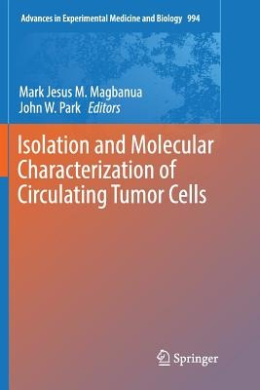 Advances in Experimental Medicine and Biology 994
Mark Jesus M. Magbanua
John W. Park Editors
Isolation and Molecular
Characterization of
Circulating Tumor Cells
Springer